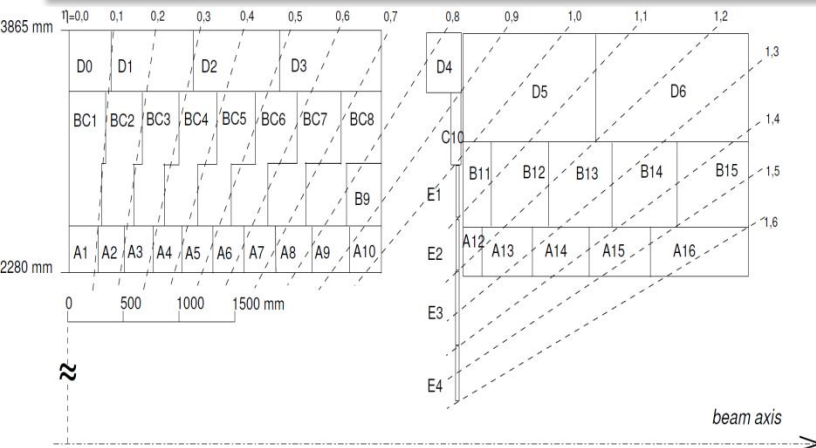 η=0,0 0,1 0,2 0,3 0,4 0,5 0,6 0,7 0,8 0,9 1,0 1,1 1,2
3865 mm
D0 D1 D2 D3 D4 D5 D6 1,3
BC1 BC2 BC3 BC4 BC5 BC6 BC7 BC8 C10 1,4
B9 E1 B11 B12 B13 B14 B15 1,5
1,6
A1 A2 A3 A4 A5 A6 A7 A8 A9 A10 E2 A12 A13 A14 A15 A16
2280 mm
0 500 1000 1500 mm E3
E4
beam axis